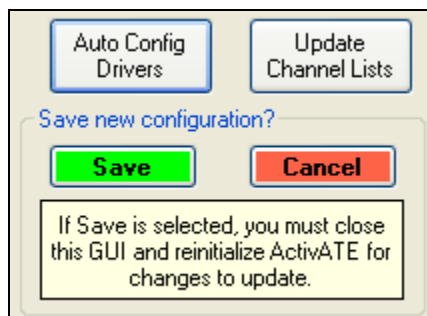 Auto Config
Drivers
Update
Channel Lists
Save new configuration?
Save
Cancel
If Save is selected, you must close
this GUI and reinitialize ActivATE for
changes to update.